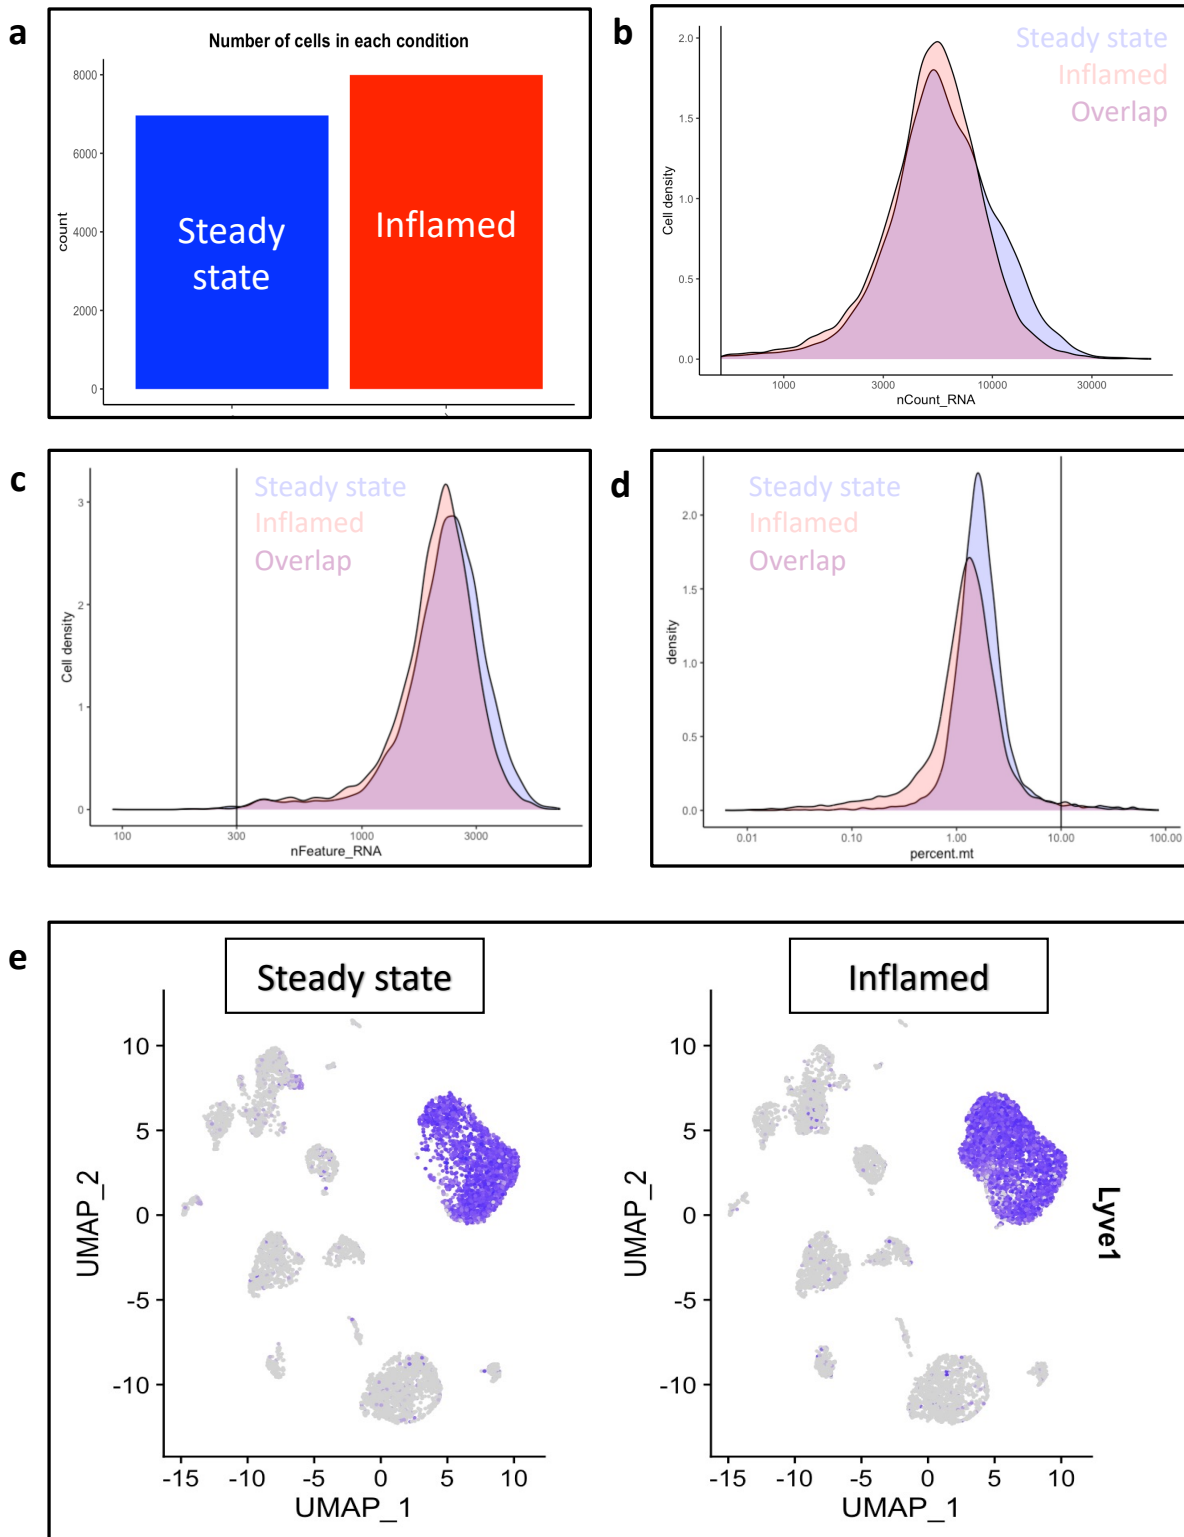 a
Number of cells in each condition
8000
6000
4000
2000
0
count
Steady
state
Inflamed
b
Steady state
Inflamed
Overlap
2.0
1.5
1.0
0.5
0.0
Cell density
1000
3000
10000
30000
nCount_RNA
c
Steady state
Inflamed
Overlap
3
2
1
0
Cell density
100
300
1000
3000
nFeature_RNA
d
Steady state
Inflamed
Overlap
2.0
1.5
1.0
0.5
0.0
density
0.01
0.10
1.00
10.00
100.00
percent.mt
e
Steady state
10
5
0
-5
-10
UMAP_2
-15
-10
-5
0
5
10
UMAP_1
Inflamed
10
5
0
-5
-10
UMAP_2
-15
-10
-5
0
5
10
UMAP_1
Lyve1